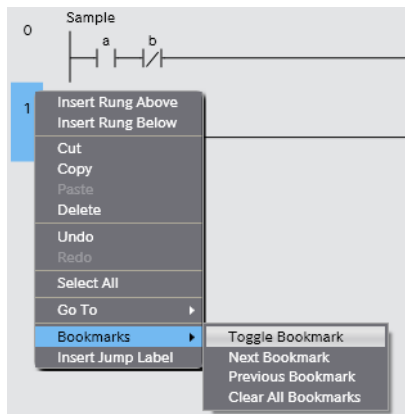 Sample
0
a b
1
Insert Rung Above
Insert Rung Below
Cut
Copy
Paste
Delete
Undo
Redo
Select All
Go To
Bookmarks
Toggle Bookmark
Insert Jump Label
Next Bookmark
Previous Bookmark
Clear All Bookmarks